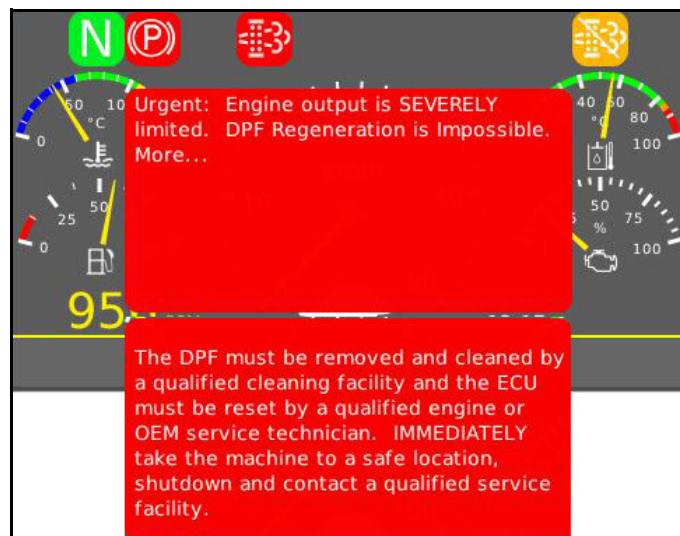 N (P)
50 10
°C
0
40 60
80
°C
100
Urgent: Engine output is SEVERELY
limited. DPF Regeneration is Impossible.
More...
25
50
0
50
75
%
100
95
The DPF must be removed and cleaned by
a qualified cleaning facility and the ECU
must be reset by a qualified engine or
OEM service technician. IMMEDIATELY
take the machine to a safe location,
shutdown and contact a qualified service
facility.